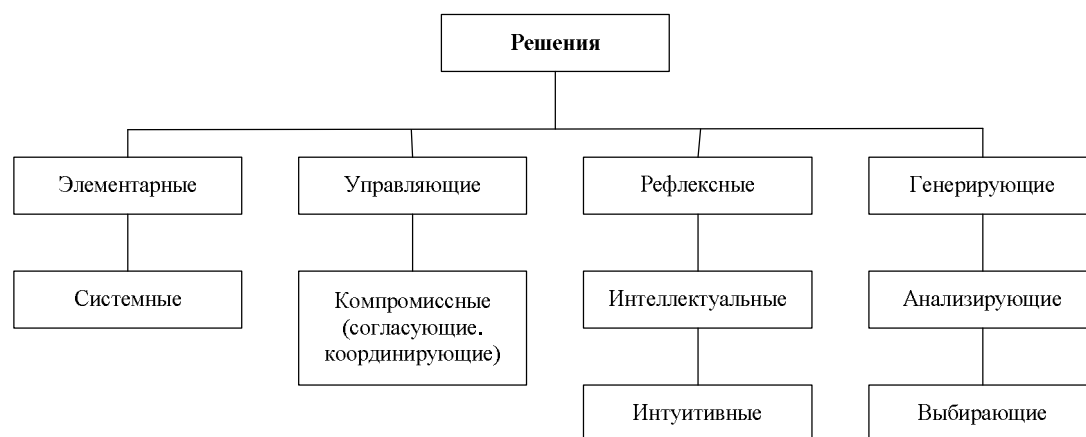 Решения
Элементарные
Управляющие
Рефлексные
Генерирующие
Системные
Компромиссные
(согласующие.
координирующие)
Интеллектуальные
Анализирующие
Интуитивные
Выбирающие